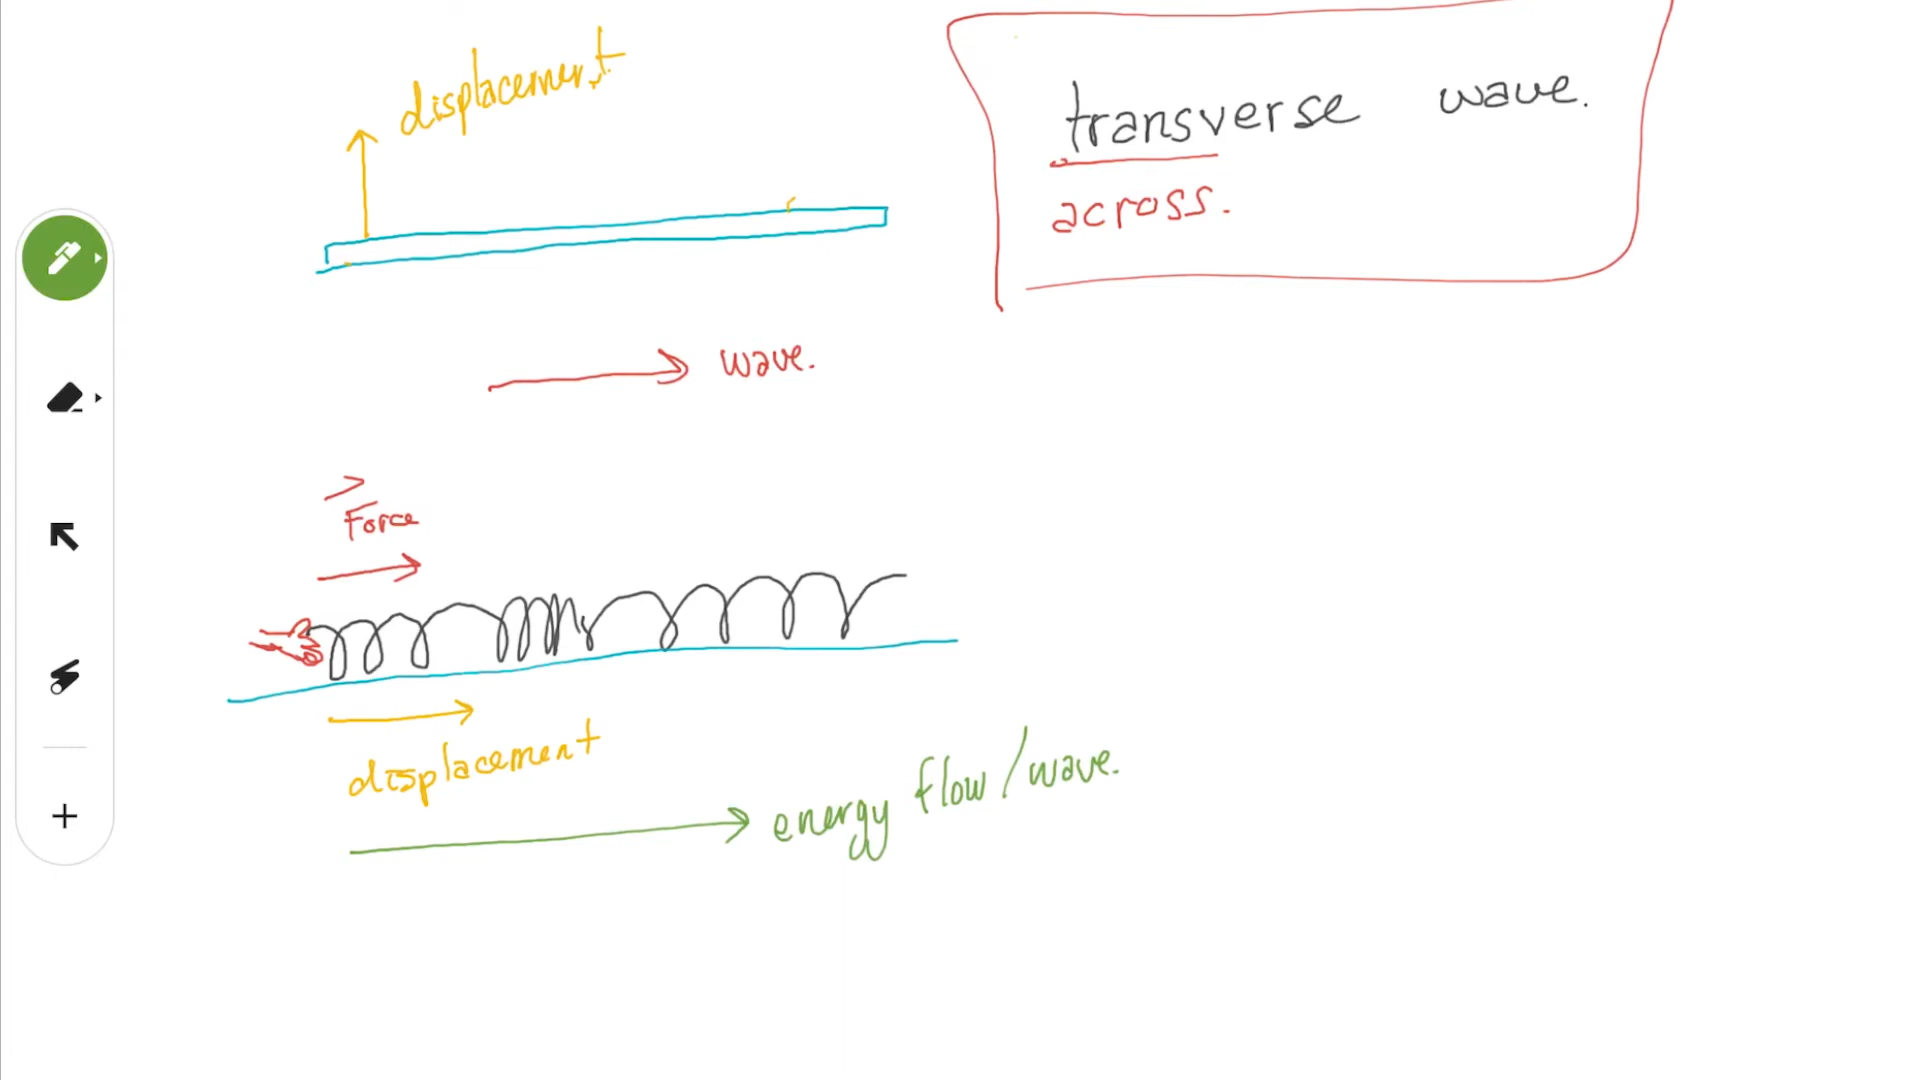 displacement
transverse wave.
across.
wave.
Force
displacement
energy flow/wave.